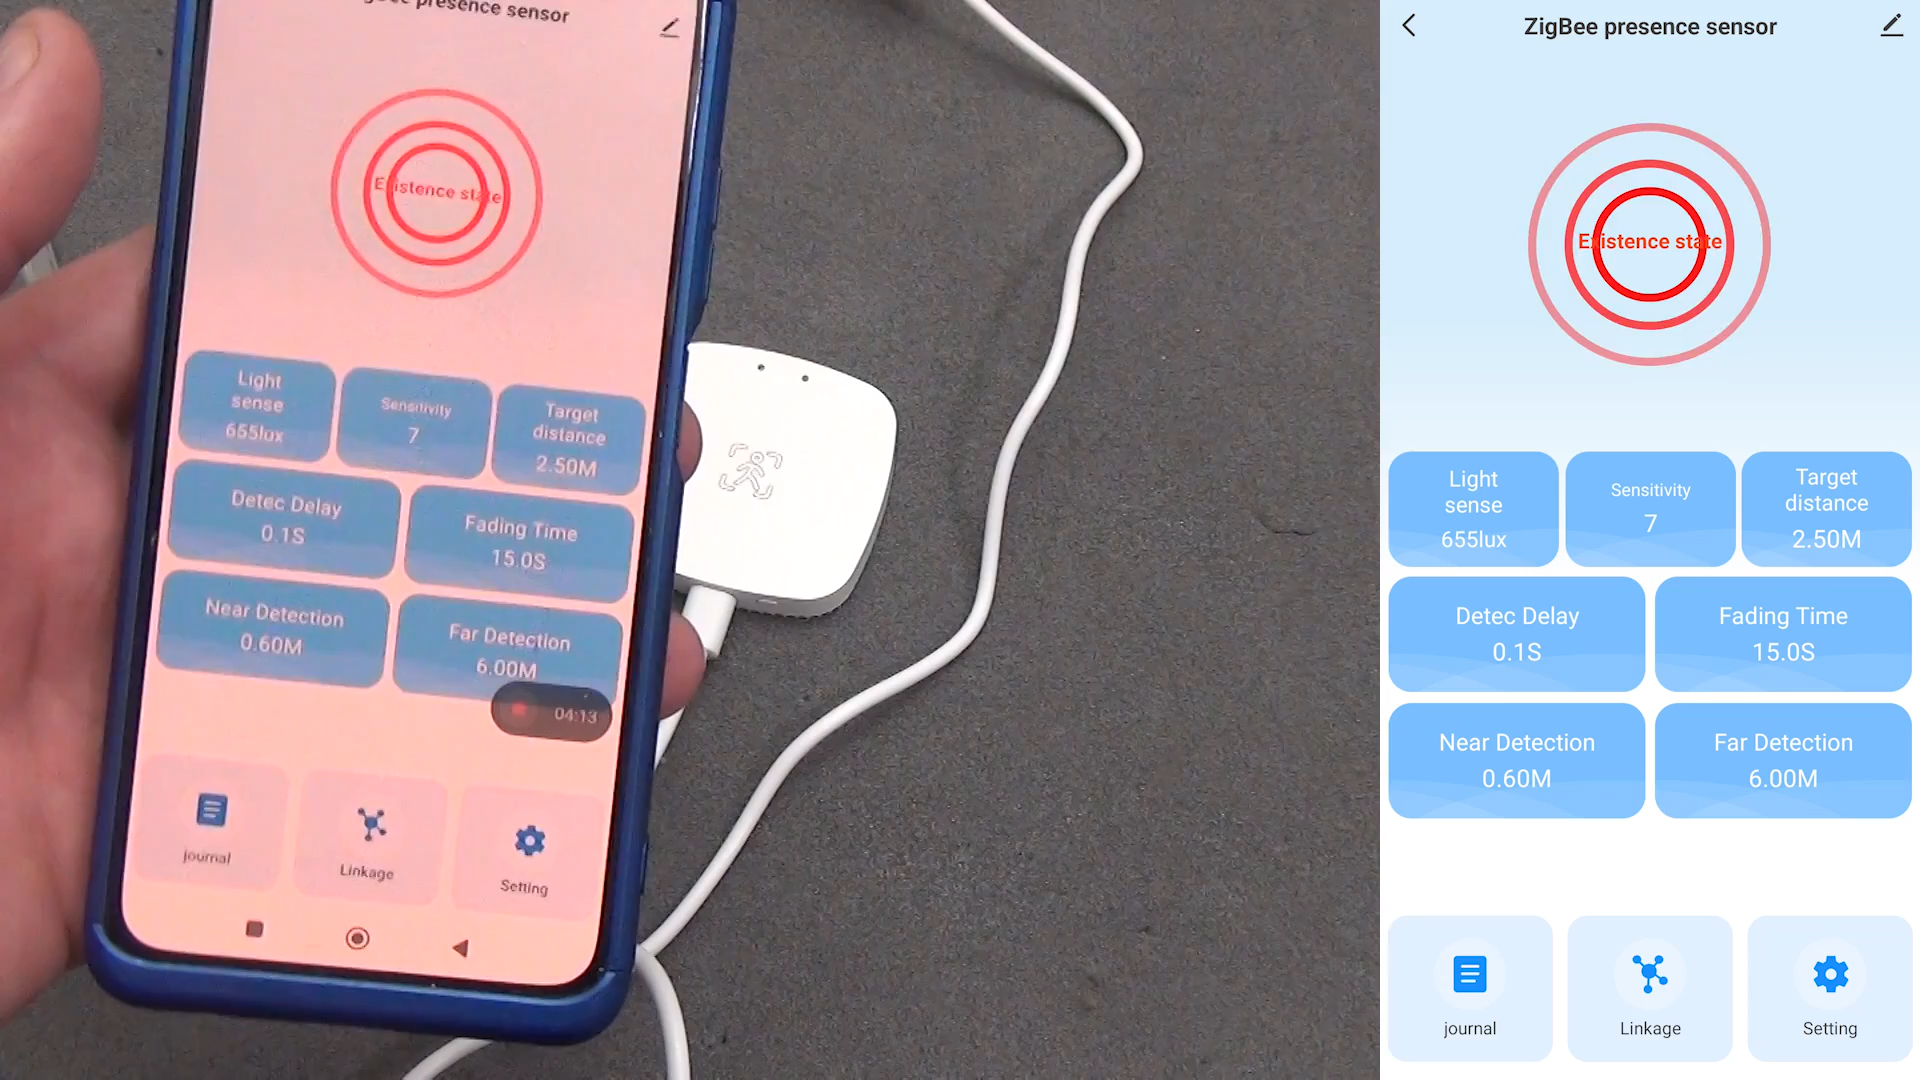 ZigBee presence sensor
Existence state
Light
sense
655lux
Sensitivity
7
Target
distance
2.50M
Detec Delay
0.1S
Fading Time
15.0S
Near Detection
0.60M
Far Detection
6.00M
04:13
journal
Linkage
Setting
ZigBee presence sensor
Existence state
Light
sense
655lux
Sensitivity
7
Target
distance
2.50M
Detec Delay
0.1S
Fading Time
15.0S
Near Detection
0.60M
Far Detection
6.00M
journal
Linkage
Setting